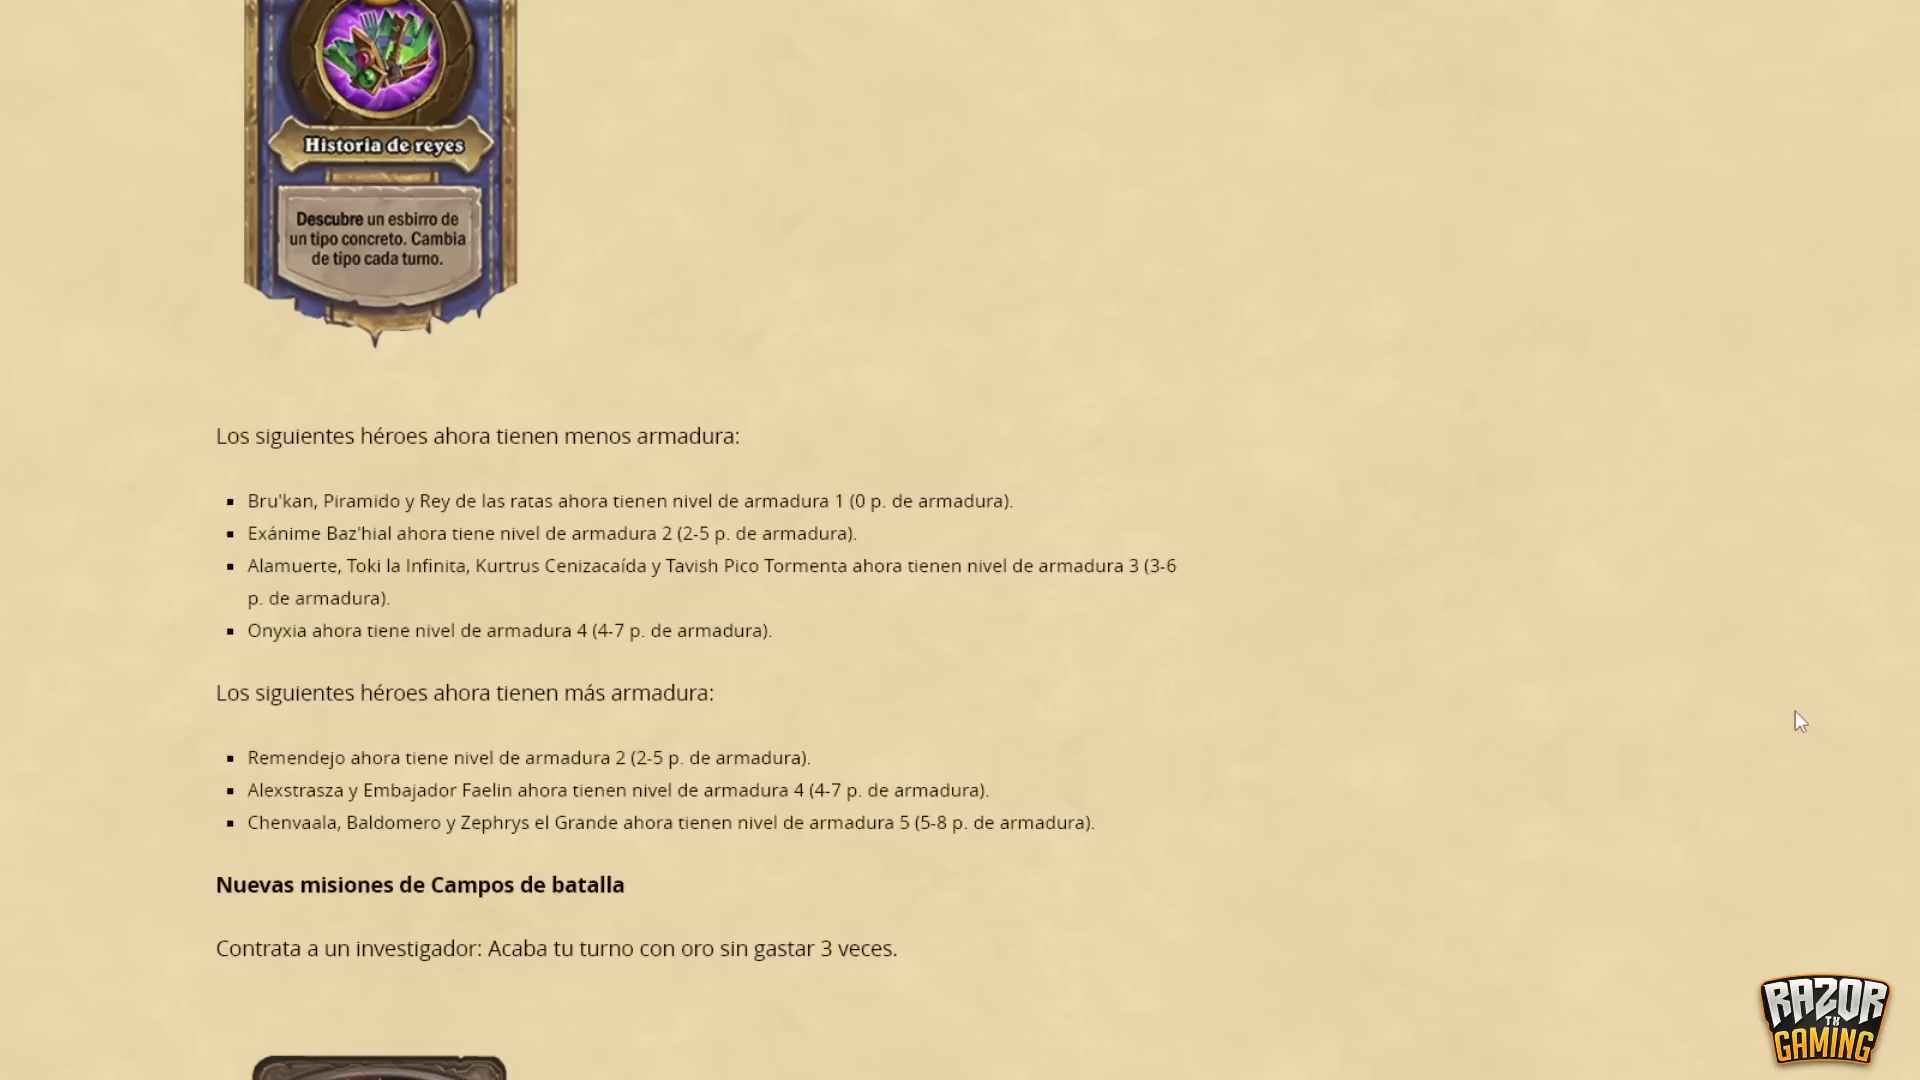 Historia de reyes
Descubre un esbirro de
un tipo concreto. Cambia
de tipo cada turno.
Los siguientes héroes ahora tienen menos armadura:
Bru'kan, Piramido y Rey de las ratas ahora tienen nivel de armadura 1 (0 p. de armadura).
Exánime Baz'hial ahora tiene nivel de armadura 2 (2-5 p. de armadura).
Alamuerte, Toki la Infinita, Kurtrus Cenizacaída y Tavish Pico Tormenta ahora tienen nivel de armadura 3 (3-6
p. de armadura).
Onyxia ahora tiene nivel de armadura 4 (4-7 p. de armadura).
Los siguientes héroes ahora tienen más armadura:
Remendejo ahora tiene nivel de armadura 2 (2-5 p. de armadura).
Alexstrasza y Embajador Faelin ahora tienen nivel de armadura 4 (4-7 p. de armadura).
Chenvaala, Baldomero y Zephrys el Grande ahora tienen nivel de armadura 5 (5-8 p. de armadura).
Nuevas misiones de Campos de batalla
Contrata a un investigador: Acaba tu turno con oro sin gastar 3 veces.
RAZOR
TX
GAMING